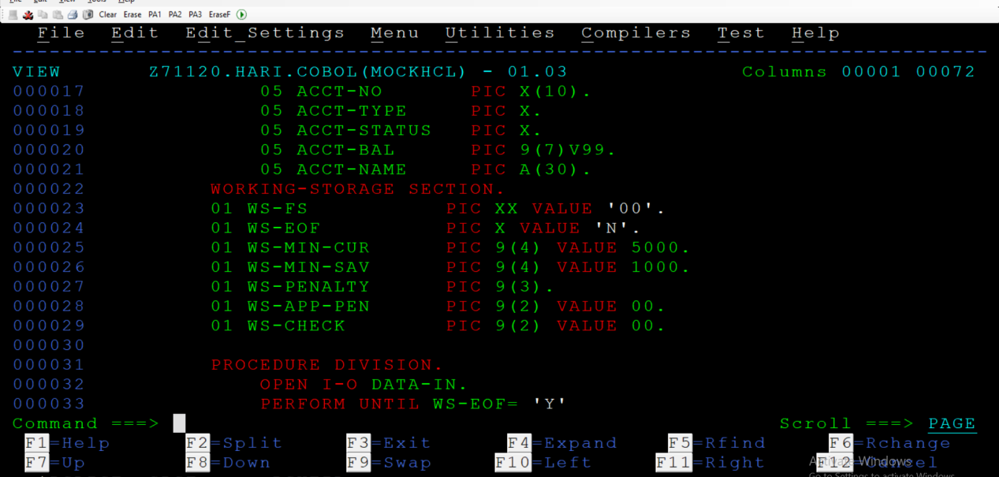 File Edit View Tools Help
Clear Erase PA1 PA2 PA3 EraseF
File Edit Edit_Settings Menu Utilities Compilers Test Help
VIEW Z71120.HARI.COBOL(MOCKHCL) - 01.03 Columns 00001 00072
000017 05 ACCT-NO PIC X(10).
000018 05 ACCT-TYPE PIC X.
000019 05 ACCT-STATUS PIC X.
000020 05 ACCT-BAL PIC 9(7)V99.
000021 05 ACCT-NAME PIC A(30).
000022 WORKING-STORAGE SECTION.
000023 01 WS-FS PIC XX VALUE '00'.
000024 01 WS-EOF PIC X VALUE 'N'.
000025 01 WS-MIN-CUR PIC 9(4) VALUE 5000.
000026 01 WS-MIN-SAV PIC 9(4) VALUE 1000.
000027 01 WS-PENALTY PIC 9(3).
000028 01 WS-APP-PEN PIC 9(2) VALUE 00.
000029 01 WS-CHECK PIC 9(2) VALUE 00.
000030
000031 PROCEDURE DIVISION.
000032 OPEN I-O DATA-IN.
000033 PERFORM UNTIL WS-EOF= 'Y'
Command ===> Scroll ===> PAGE
F1=Help F2=Split F3=Exit F4=Expand F5=Rfind F6=Rchange
F7=Up F8=Down F9=Swap F10=Left F11=Right F12=Cancel
Activate Windows
Go to Settings to activate Windows.